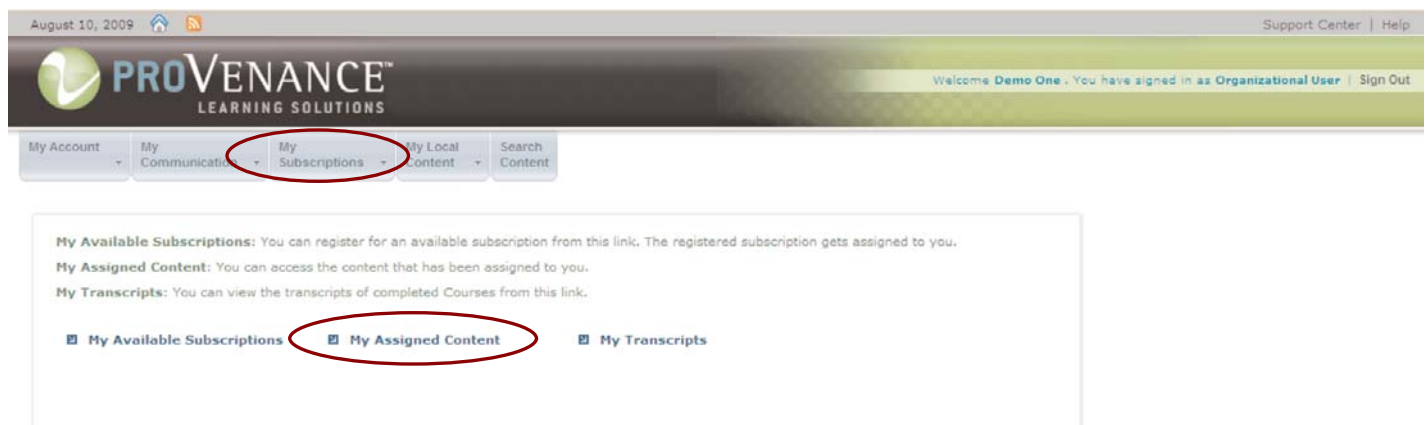 August 10, 2009
Support Center | Help
PROVENANCE™
LEARNING SOLUTIONS
Welcome Demo One . You have signed in as Organizational User | Sign Out
My Account
My Communication
My Subscriptions
My Local Content
Search Content
My Available Subscriptions: You can register for an available subscription from this link. The registered subscription gets assigned to you.
My Assigned Content: You can access the content that has been assigned to you.
My Transcripts: You can view the transcripts of completed Courses from this link.
My Available Subscriptions
My Assigned Content
My Transcripts